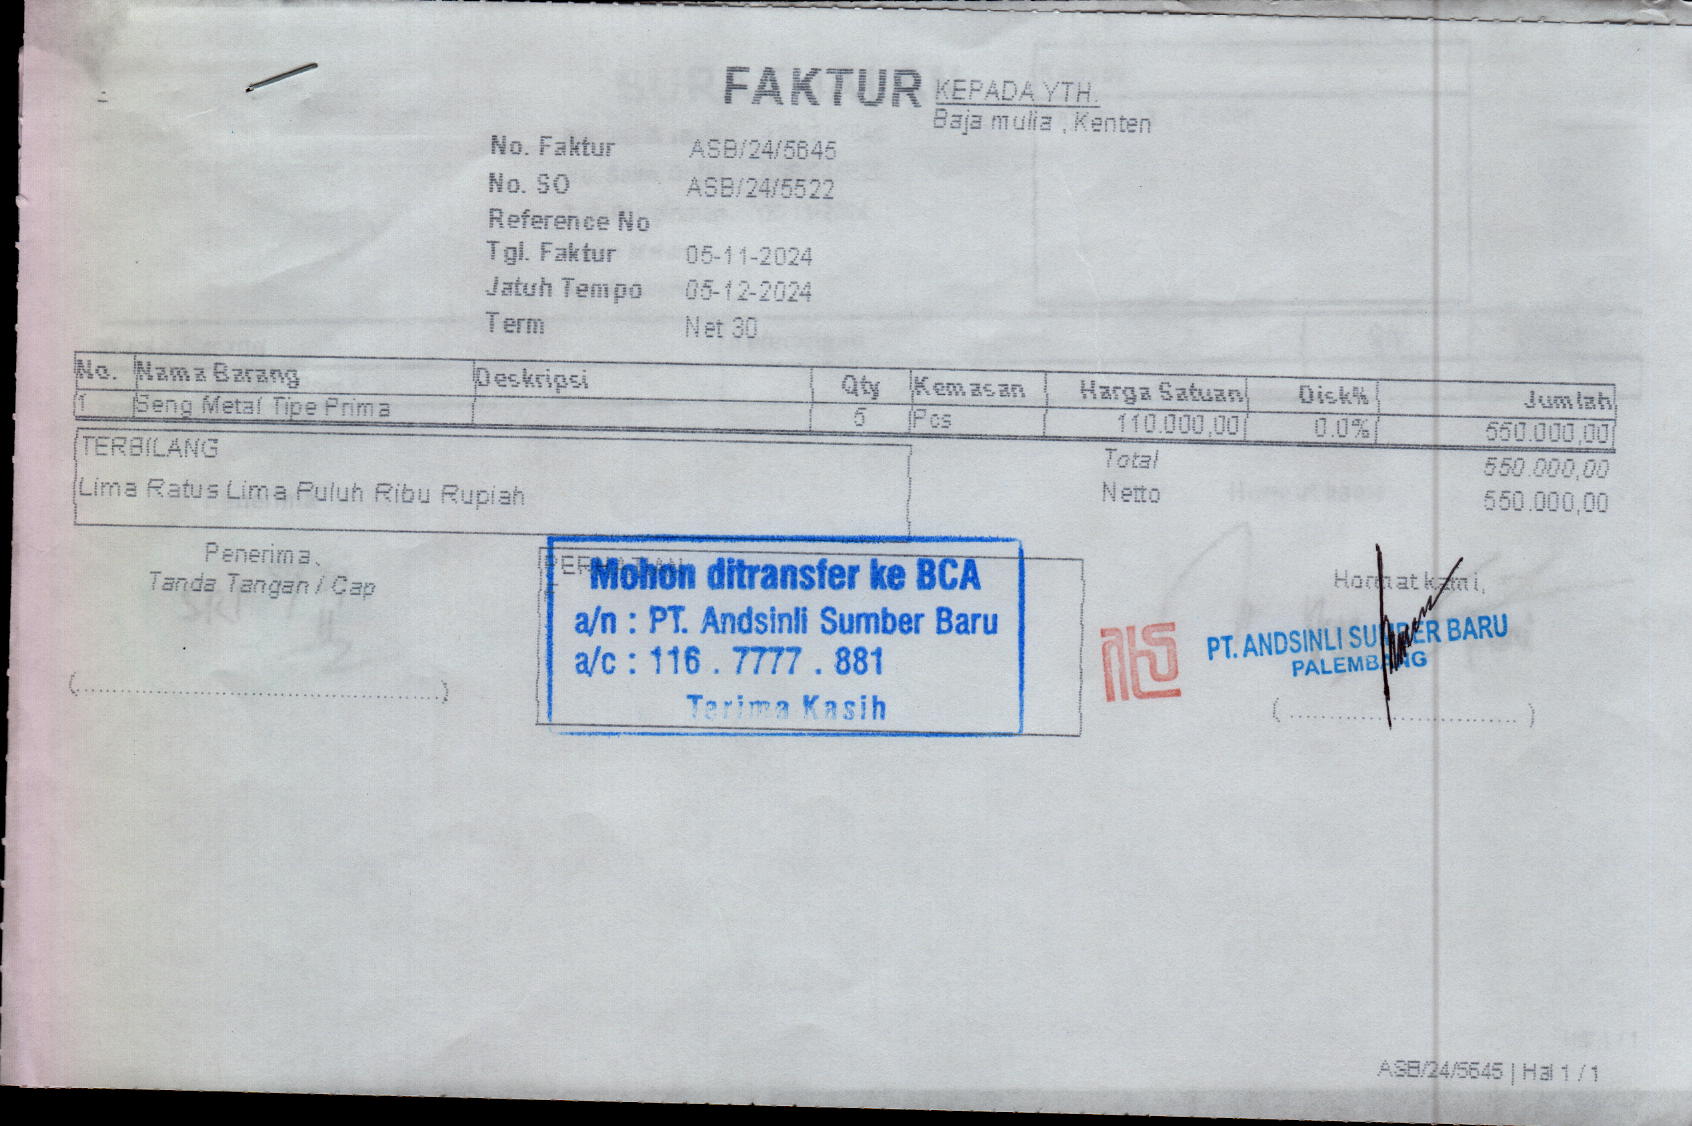 FAKTUR
KEPADA YTH.
Baja mulia , Kenten
No. Faktur ASB/24/5645
No. SO ASB/24/5522
Reference No
Tgl. Faktur 05-11-2024
Jatuh Tempo 05-12-2024
Term Net 30
No. Nama Barang Deskripsi Qty Kemasan Harga Satuan Disk% Jumlah
1 Seng Metal Tipe Prima 5 Pcs 110.000,00 0.0% 550.000,00
TERBILANG
Lima Ratus Lima Puluh Ribu Rupiah
Total 550.000,00
Netto 550.000,00
Penerima,
Tanda Tangan / Cap
(........................................)
Mohon ditransfer ke BCA
a/n : PT. Andsinli Sumber Baru
a/c : 116 . 7777 . 881
Terima Kasih
Hormat kami,
PT. ANDSINLI SUMBER BARU
PALEMBANG
(..........................)
ASB/24/5645 | Hal 1 / 1